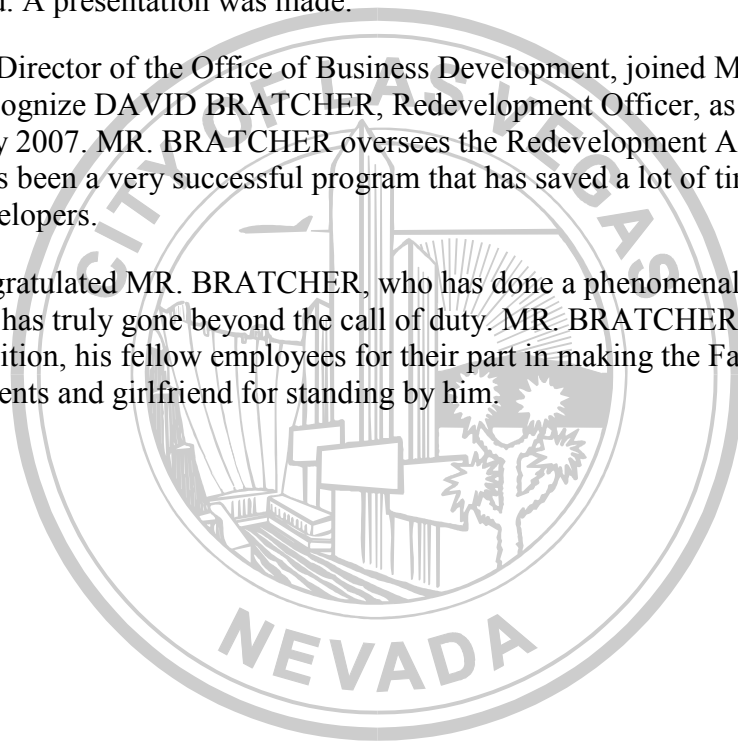 A presentation was made.
Director of the Office of Business Development, joined
ognize DAVID BRATCHER, Redevelopment Officer, as
2007. MR. BRATCHER oversees the Redevelopment
s been a very successful program that has saved a lot of
elopers.
gratulated MR. BRATCHER, who has done a phenomenal
has truly gone beyond the call of duty. MR. BRATCHER
ition, his fellow employees for their part in making the
ents and girlfriend for standing by him.
CITY OF LAS VEGAS
NEVADA